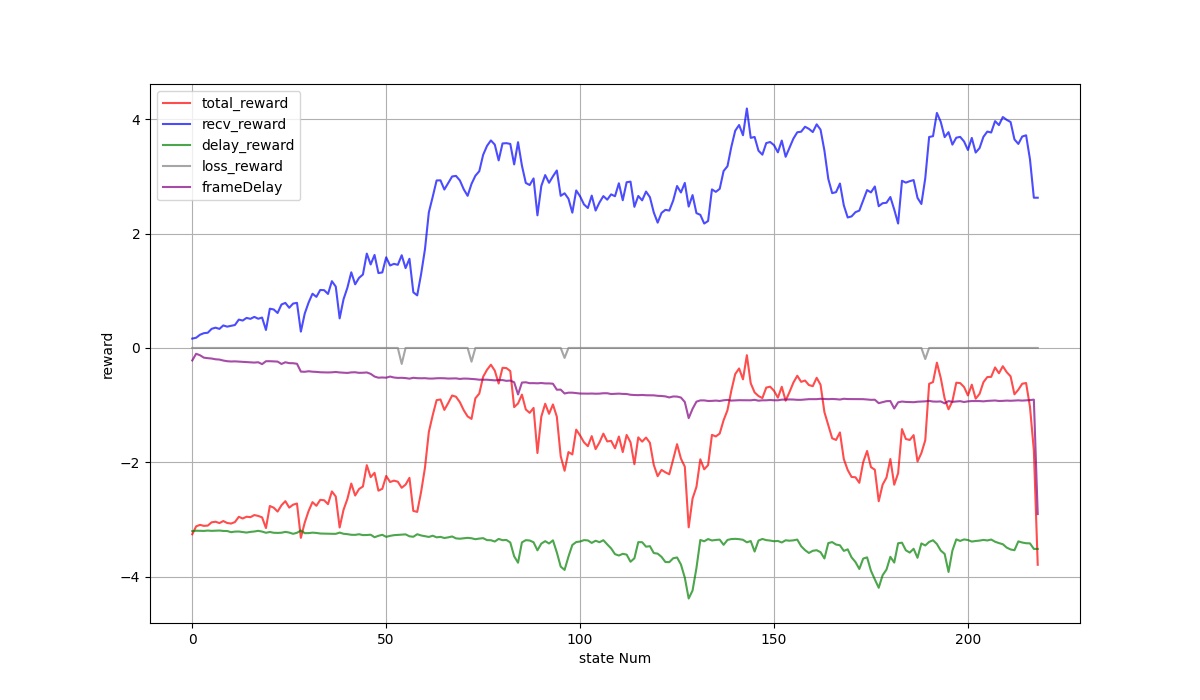 total_reward
recv_reward
delay_reward
loss_reward
frameDelay
4
2
0
−2
−4
reward
0 50 100 150 200
state Num